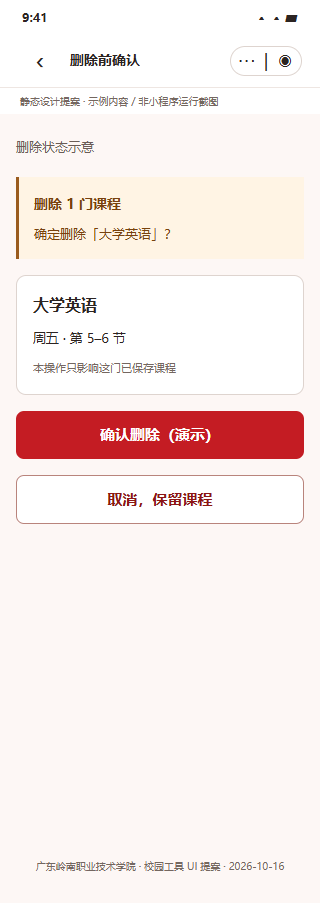 9:41
删除前确认
静态设计提案 · 示例内容 / 非小程序运行截图
删除状态示意
删除 1 门课程
确定删除「大学英语」?
大学英语
周五 · 第 5–6 节
本操作只影响这门已保存课程
确认删除（演示）
取消，保留课程
广东岭南职业技术学院 · 校园工具 UI 提案 · 2026-10-16